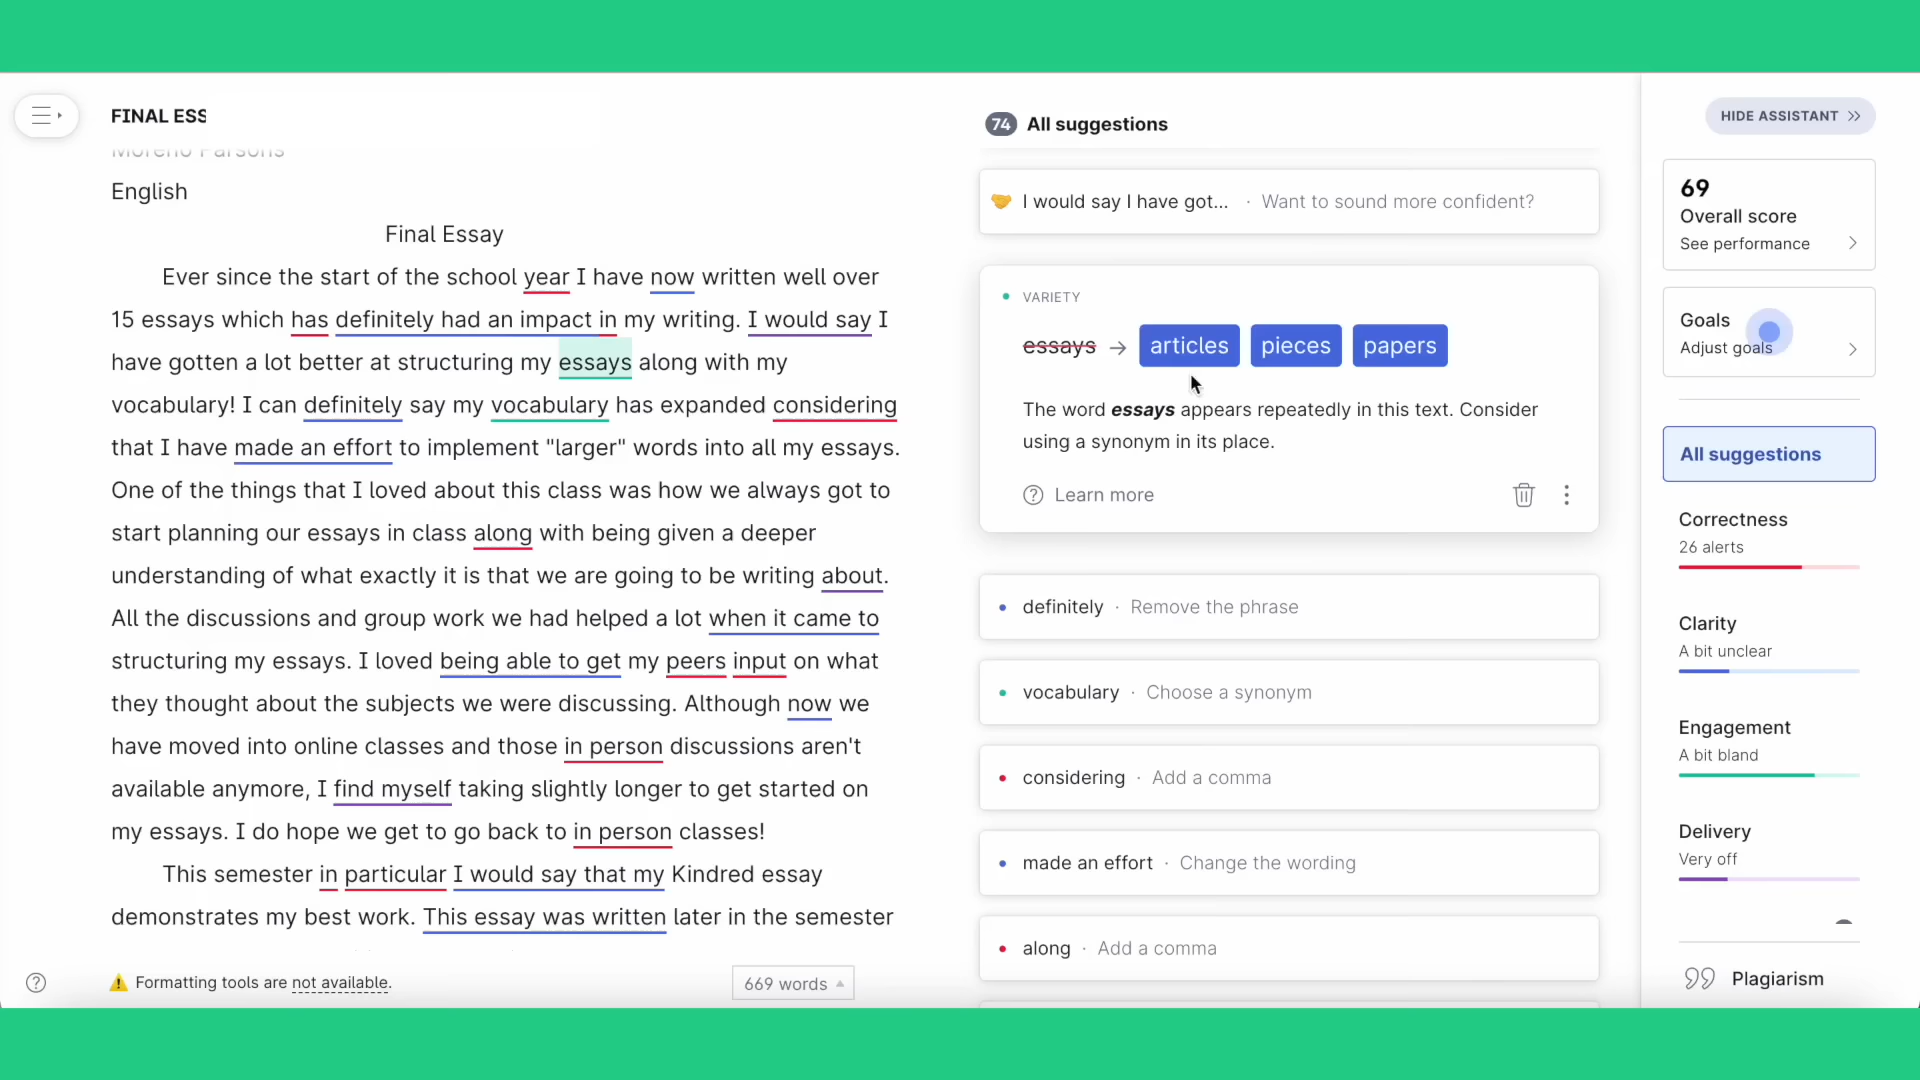 FINAL ESS
Moreno Parsons
English
Final Essay
Ever since the start of the school year I have now written well over
15 essays which has definitely had an impact in my writing. I would say I
have gotten a lot better at structuring my essays along with my
vocabulary! I can definitely say my vocabulary has expanded considering
that I have made an effort to implement "larger" words into all my essays.
One of the things that I loved about this class was how we always got to
start planning our essays in class along with being given a deeper
understanding of what exactly it is that we are going to be writing about.
All the discussions and group work we had helped a lot when it came to
structuring my essays. I loved being able to get my peers input on what
they thought about the subjects we were discussing. Although now we
have moved into online classes and those in person discussions aren't
available anymore, I find myself taking slightly longer to get started on
my essays. I do hope we get to go back to in person classes!
This semester in particular I would say that my Kindred essay
demonstrates my best work. This essay was written later in the semester
Formatting tools are not available.
669 words
74 All suggestions
I would say I have got... · Want to sound more confident?
VARIETY
essays → articles pieces papers
The word essays appears repeatedly in this text. Consider
using a synonym in its place.
Learn more
definitely · Remove the phrase
vocabulary · Choose a synonym
considering · Add a comma
made an effort · Change the wording
along · Add a comma
HIDE ASSISTANT
69
Overall score
See performance
Goals
Adjust goals
All suggestions
Correctness
26 alerts
Clarity
A bit unclear
Engagement
A bit bland
Delivery
Very off
Plagiarism